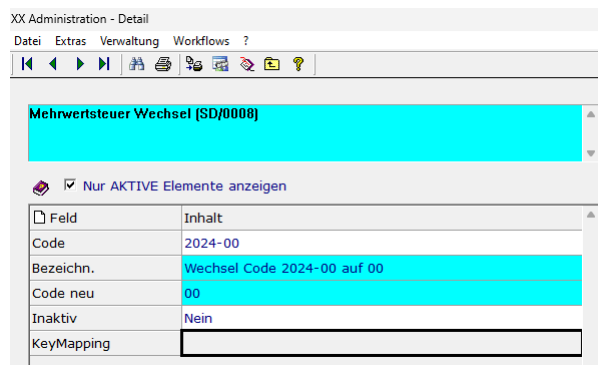 XX Administration - Detail
Datei Extras Verwaltung Workflows ?
Mehrwertsteuer Wechsel (SD/0008)
Nur AKTIVE Elemente anzeigen
Feld Inhalt
Code 2024-00
Bezeichn. Wechsel Code 2024-00 auf 00
Code neu 00
Inaktiv Nein
KeyMapping